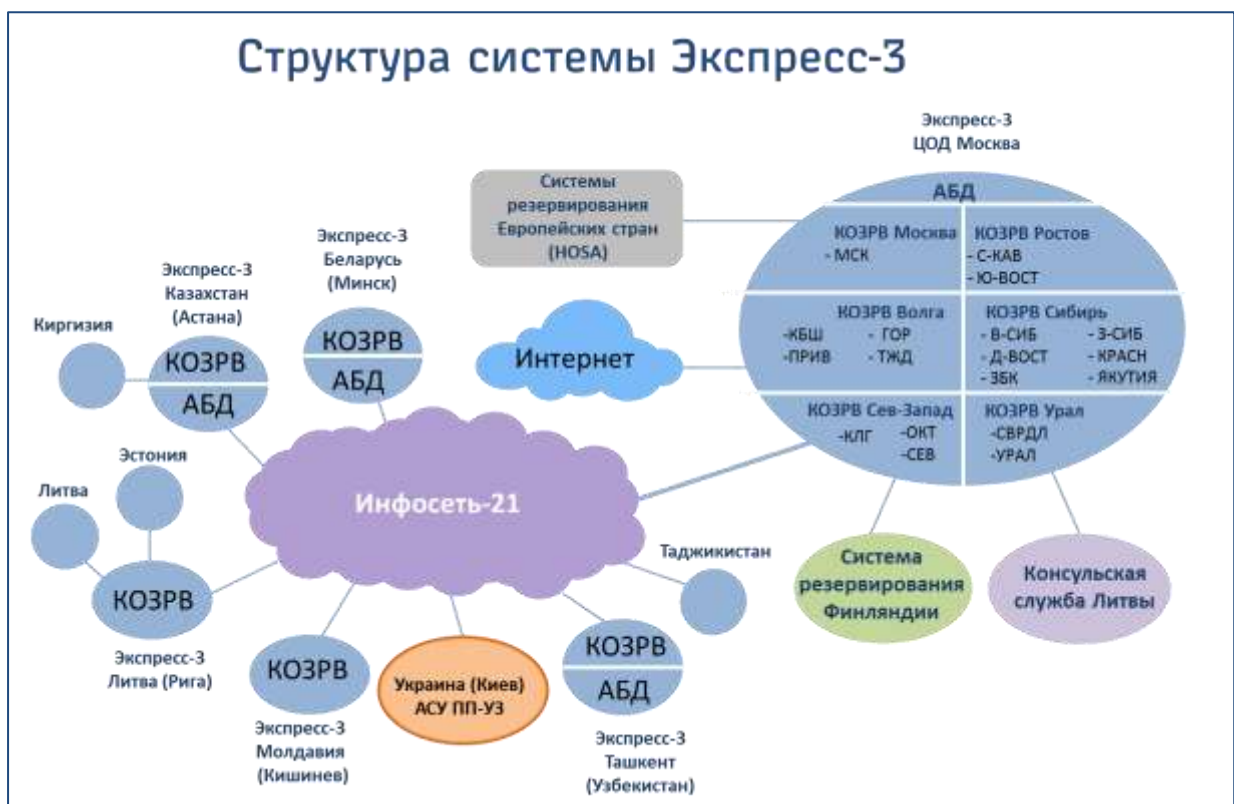 Структура системы Экспресс-3
Экспресс-3
ЦОД Москва
АБД
КОЗРВ Москва
- МСК
КОЗРВ Ростов
- С-КАВ
- Ю-ВОСТ
КОЗРВ Волга
-КБШ
- ГОР
-ПРИВ
- ТЖД
КОЗРВ Сибирь
- В-СИБ
- З-СИБ
- Д-ВОСТ
- КРАСН
-ЗБК
- ЯКУТИЯ
КОЗРВ Сев-Запад
-КЛГ
-ОКТ
-СЕВ
КОЗРВ Урал
-СВРДЛ
-УРАЛ
Системы
резервирования
Европейских стран
(HOSA)
Интернет
Экспресс-3
Беларусь
(Минск)
КОЗРВ
АБД
Экспресс-3
Казахстан
(Астана)
КОЗРВ
АБД
Киргизия
Эстония
Литва
КОЗРВ
Экспресс-3
Литва (Рига)
Инфосеть-21
КОЗРВ
Экспресс-3
Молдавия
(Кишинев)
Украина (Киев)
АСУ ПП-УЗ
КОЗРВ
АБД
Экспресс-3
Ташкент
(Узбекистан)
Таджикистан
Система
резервирования
Финляндии
Консульская
служба Литвы